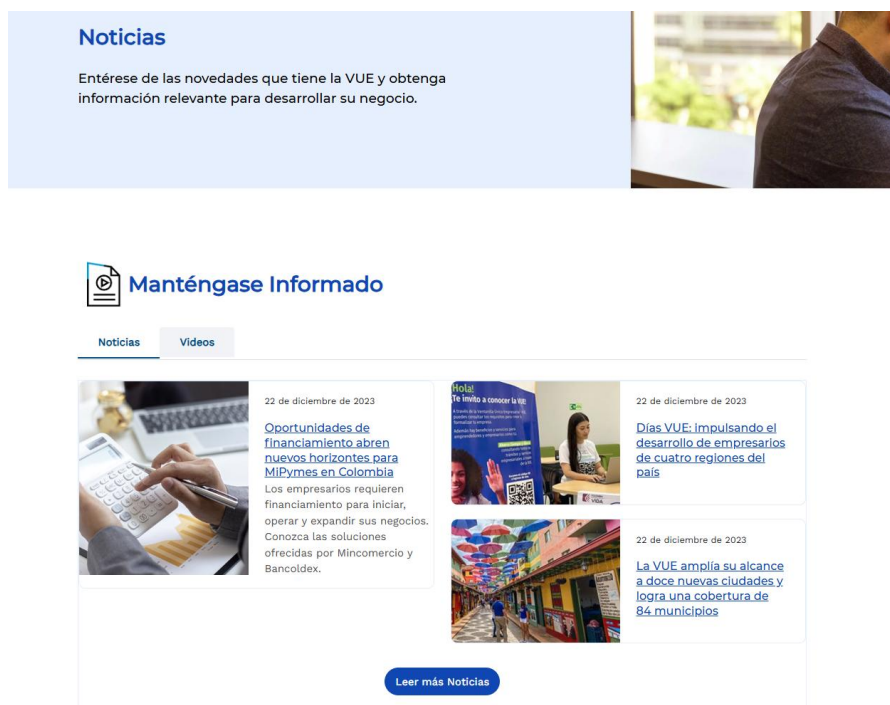 Noticias
Entérese de las novedades que tiene la VUE y obtenga
información relevante para desarrollar su negocio.
Manténgase Informado
Noticias
Videos
22 de diciembre de 2023
Oportunidades de
financiamiento abren
nuevos horizontes para
MiPymes en Colombia
Los empresarios requieren
financiamiento para iniciar,
operar y expandir sus negocios.
Conozca las soluciones
ofrecidas por Mincomercio y
Bancoldex.
Hola!
Te invito a conocer la VUE
22 de diciembre de 2023
Días VUE: impulsando el
desarrollo de empresarios
de cuatro regiones del
país
22 de diciembre de 2023
La VUE amplía su alcance
a doce nuevas ciudades y
logra una cobertura de
84 municipios
Leer más Noticias